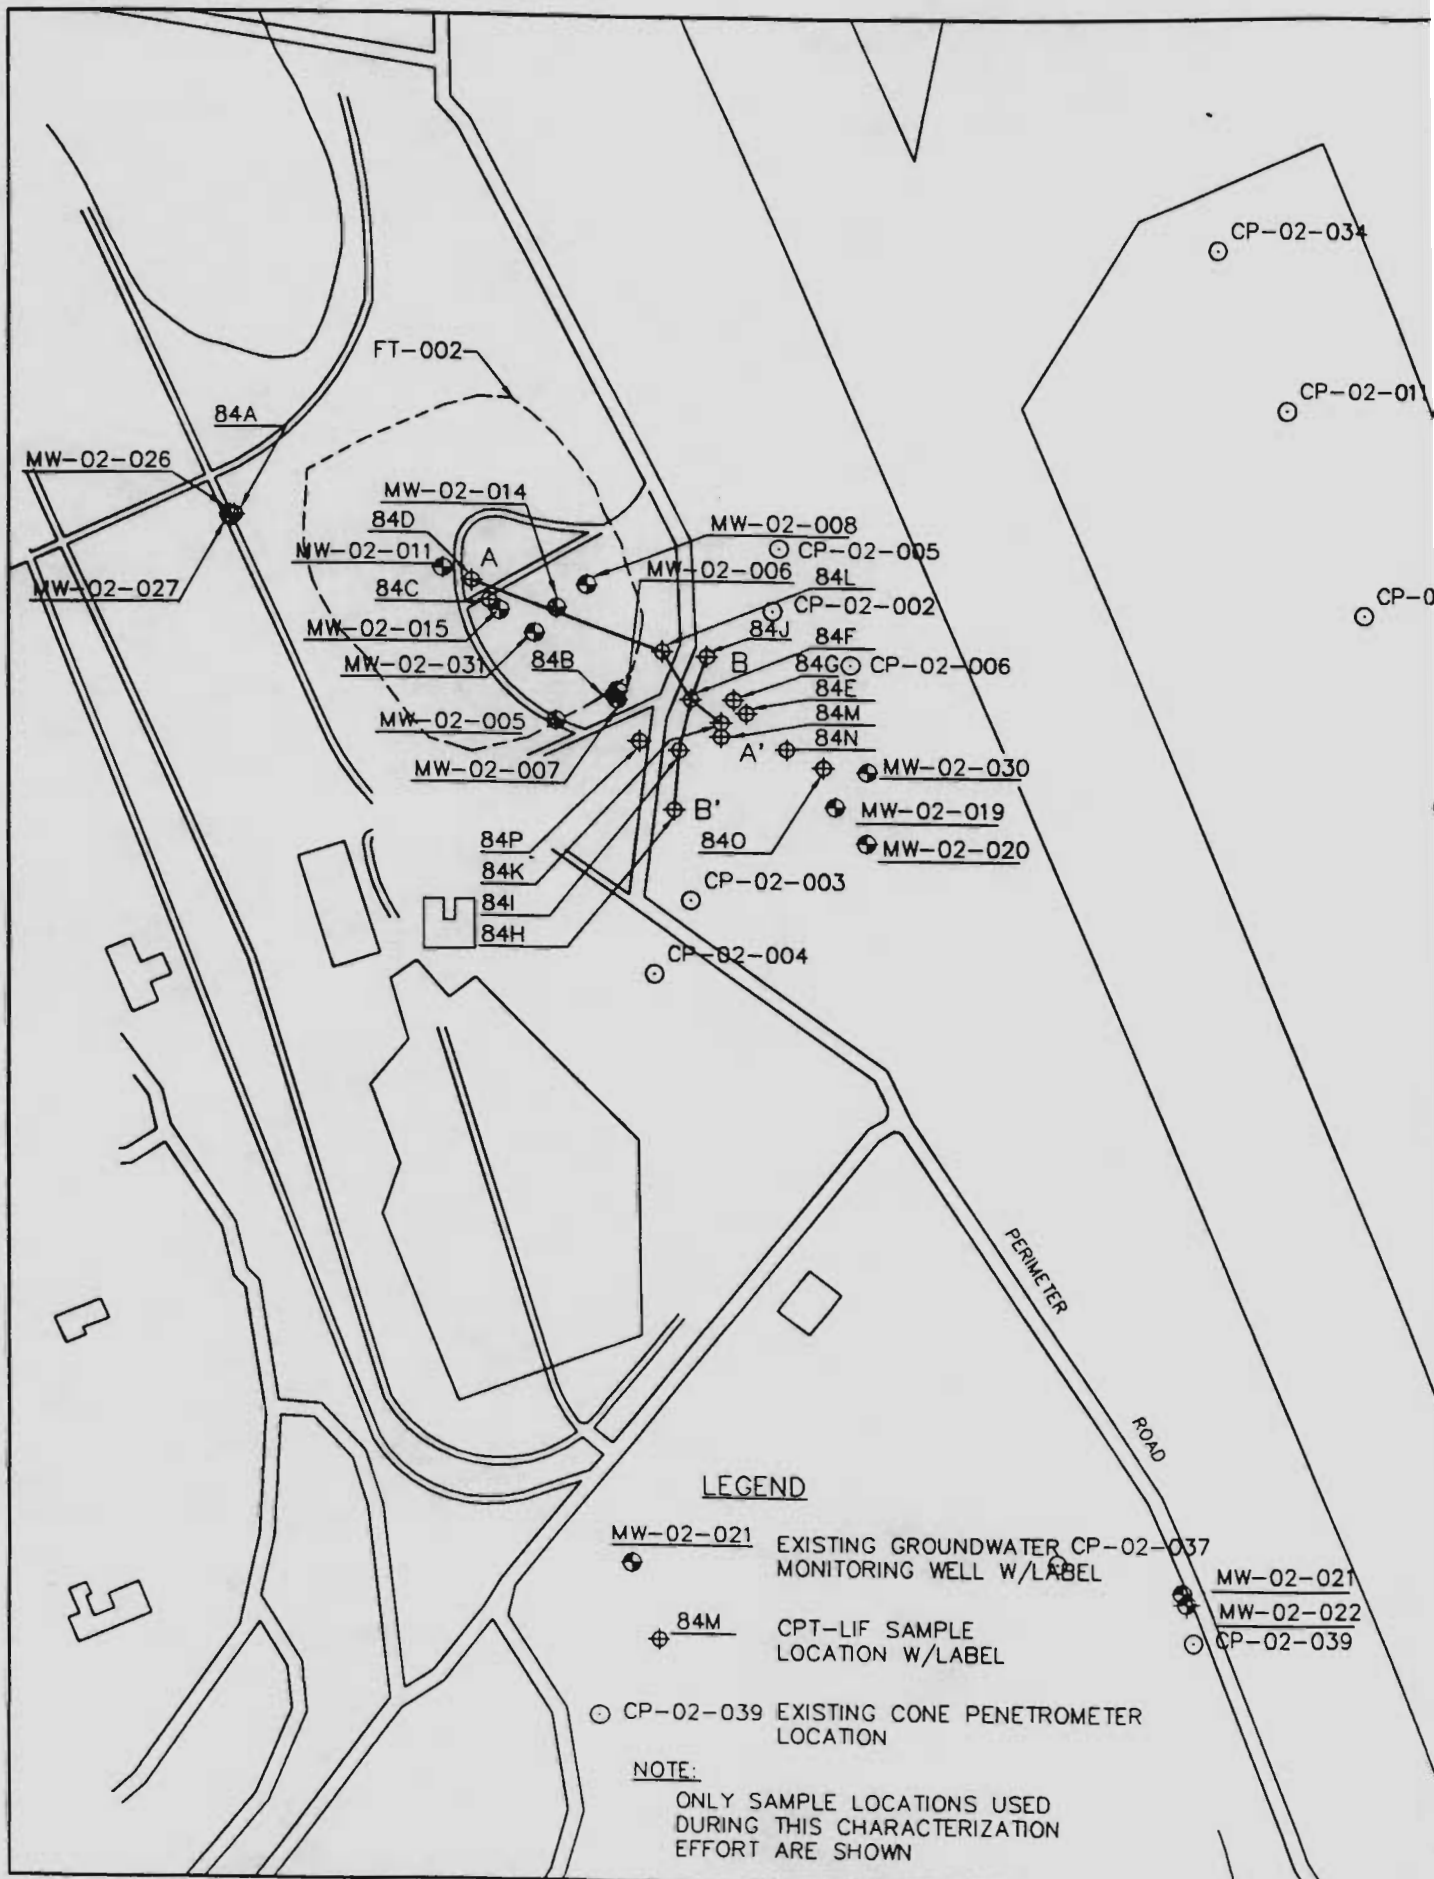 CP-02-034
CP-02-011
FT-002
84A
MW-02-026
MW-02-014
84D
MW-02-008
MW-02-011
A
CP-02-005
MW-02-006
84L
MW-02-027
84C
CP-02-002
CP-0
MW-02-015
84J
84F
MW-02-031
84B
B
84G
CP-02-006
84E
MW-02-005
84M
A'
84N
MW-02-007
MW-02-030
B'
MW-02-019
84P
84O
MW-02-020
84K
CP-02-003
84I
84H
CP-02-004
PERIMETER
ROAD
LEGEND
MW-02-021
EXISTING GROUNDWATER
MONITORING WELL W/LABEL
CP-02-037
MW-02-021
MW-02-022
CP-02-039
84M
CPT-LIF SAMPLE
LOCATION W/LABEL
CP-02-039
EXISTING CONE PENETROMETER
LOCATION
NOTE:
ONLY SAMPLE LOCATIONS USED
DURING THIS CHARACTERIZATION
EFFORT ARE SHOWN